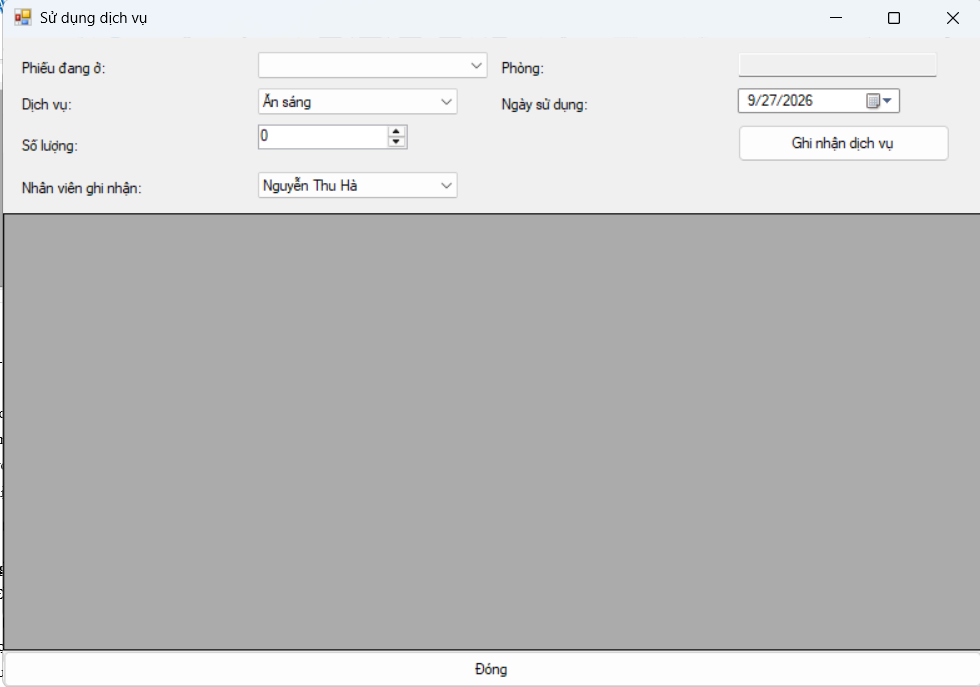 Sử dụng dịch vụ
Phiếu đang ở:
Phòng:
Dịch vụ:
Ăn sáng
Ngày sử dụng:
9/27/2026
Số lượng:
0
Ghi nhận dịch vụ
Nhân viên ghi nhận:
Nguyễn Thu Hà
Đóng